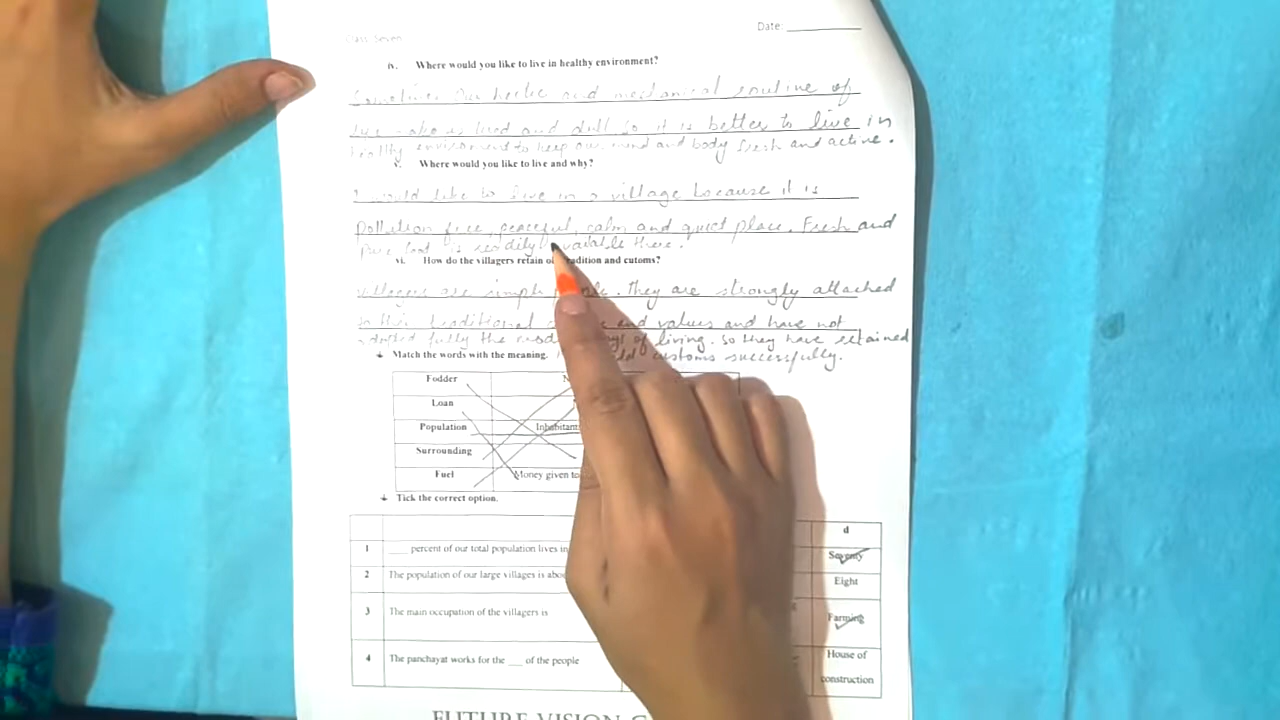 Class Seven
Date: ____________
iv. Where would you like to live in healthy environment?
Sometimes our hectic and mechanical routine of
life make us tired and dull so it is better to live in
healthy environment to keep our mind and body fresh and active.
v. Where would you like to live and why?
I would like to live in a village because it is
Pollution free, peaceful, calm and quiet place. Fresh and
Pure food is readily available there.
vi. How do the villagers retain old tradition and cutoms?
Villagers are simple people. They are strongly attached
to their traditional and values and have not
adopted fully the modern ways of living. So they have retained
Match the words with the meaning. old customs successfully.
Fodder
Loan
Population Inhabitants
Surrounding
Fuel Money given to
Tick the correct option.
d
1 ____ percent of our total population lives in Seventy
2 The population of our large villages is about Eight
3 The main occupation of the villagers is Farming
4 The panchayat works for the ___ of the people House of construction
FUTURE VISION